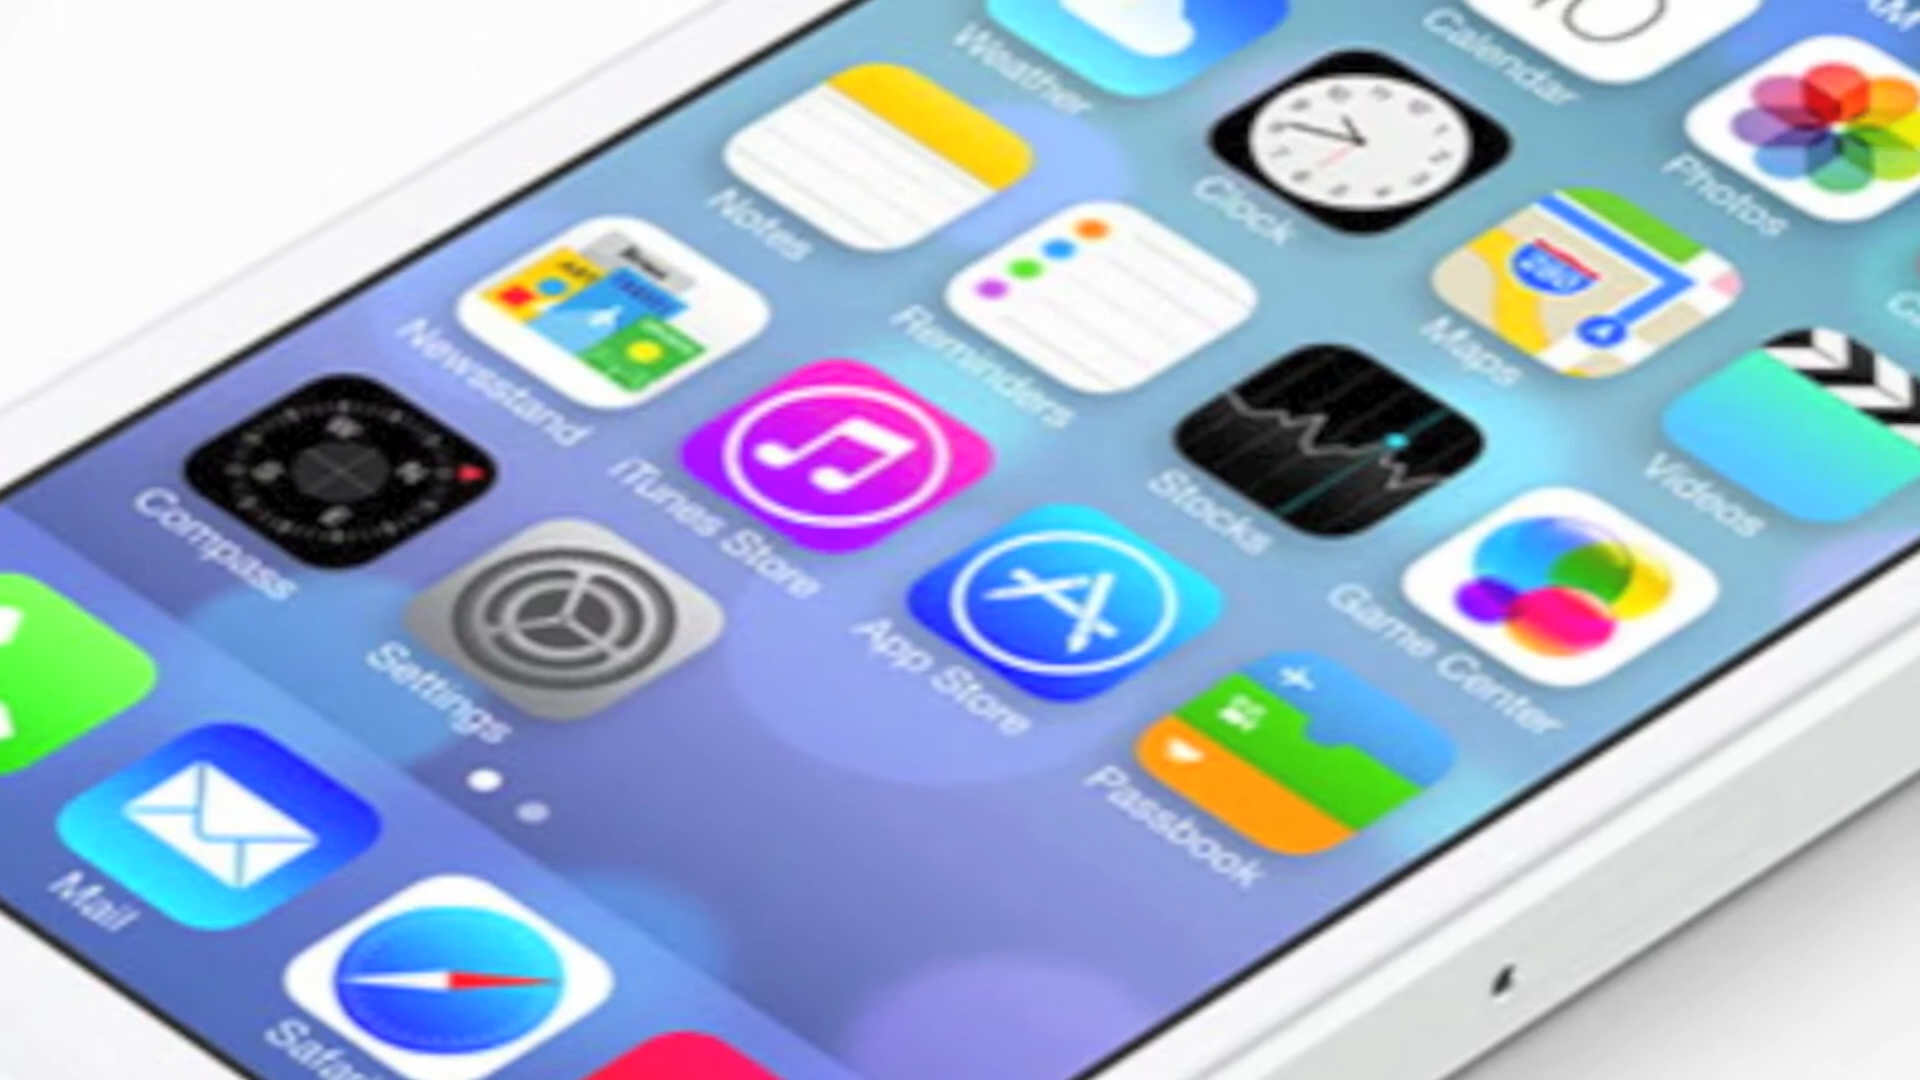 Weather
Calendar
Notes
Clock
Photos
Newsstand
Reminders
Maps
280
Compass
iTunes Store
Stocks
Videos
Settings
App Store
Game Center
Passbook
Mail